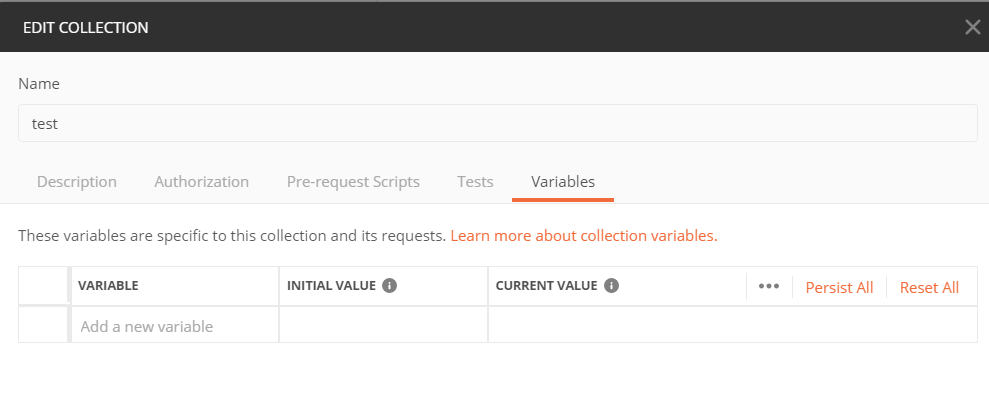 EDIT COLLECTION
Name
test
Description Authorization Pre-request Scripts Tests Variables
These variables are specific to this collection and its requests. Learn more about collection variables.
VARIABLE INITIAL VALUE CURRENT VALUE Persist All Reset All
Add a new variable